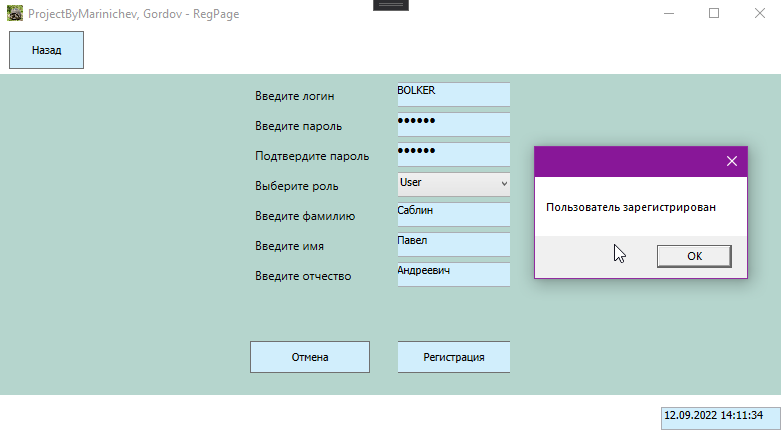 ProjectByMarinichev, Gordov - RegPage
Назад
Введите логин BOLKER
Введите пароль ••••••
Подтвердите пароль ••••••
Выберите роль User
Введите фамилию Саблин
Введите имя Павел
Введите отчество Андреевич
Пользователь зарегистрирован
OK
Отмена Регистрация
12.09.2022 14:11:34